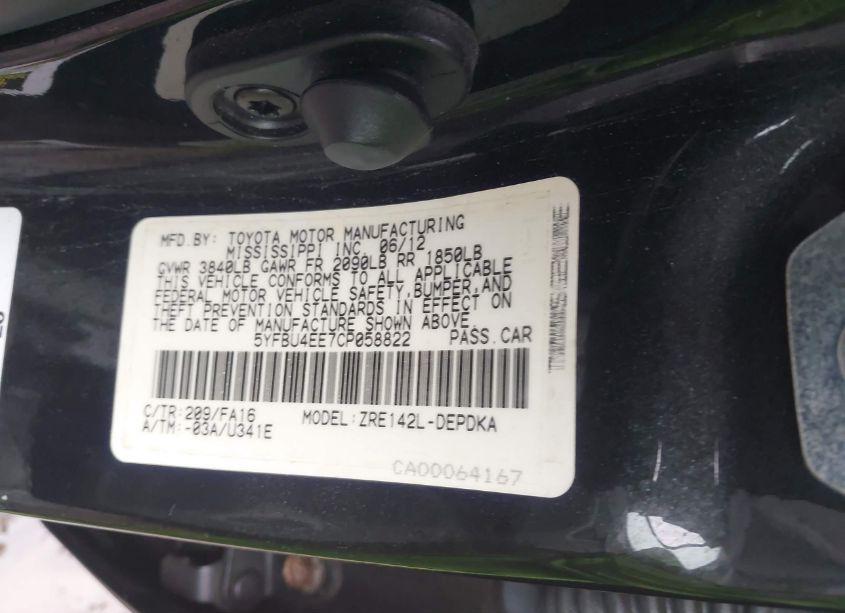 MFD.BY: TOYOTA MOTOR MANUFACTURING
MISSISSIPPI INC. 06/12
GVWR 3840LB GAWR FR 2090LB RR 1850LB
THIS VEHICLE CONFORMS TO ALL APPLICABLE
FEDERAL MOTOR VEHICLE SAFETY,BUMPER,AND
THEFT PREVENTION STANDARDS IN EFFECT ON
THE DATE OF MANUFACTURE SHOWN ABOVE.
5YFBU4EE7CP058822 PASS.CAR
C/TR:209/FA16 MODEL:ZRE142L-DEPDKA
A/TM:-03A/U341E
CA00064167